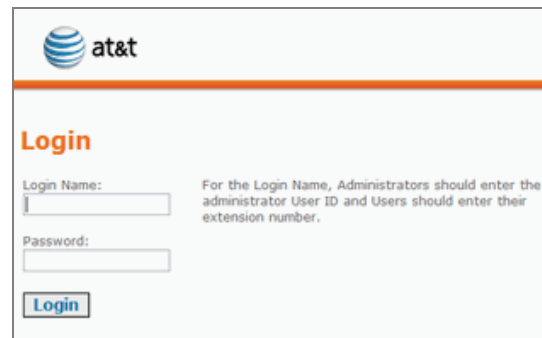 at&t
Login
Login Name:
For the Login Name, Administrators should enter the
administrator User ID and Users should enter their
extension number.
Password:
Login